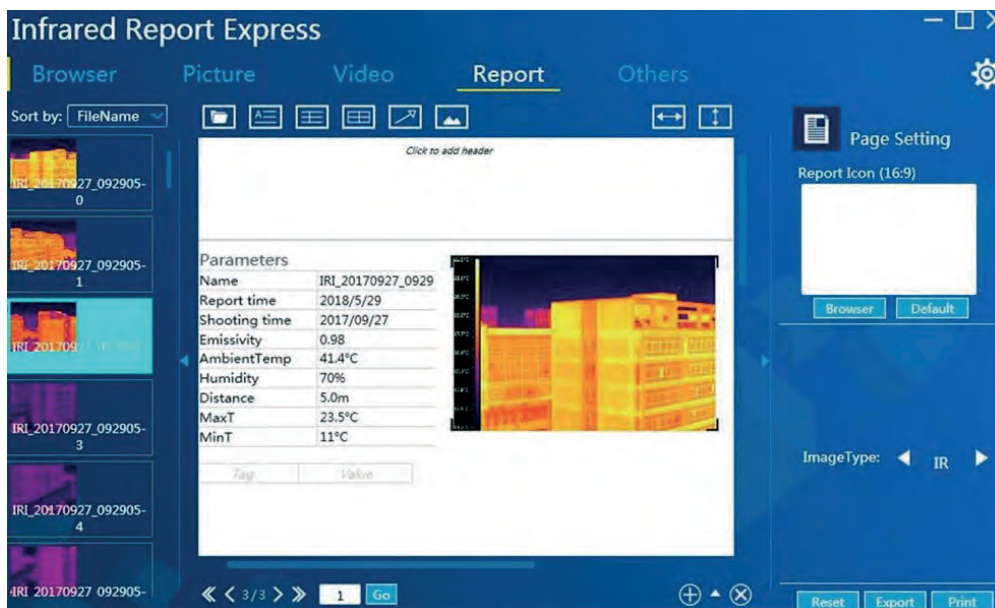 Infrared Report Express
Browser Picture Video Report Others
Sort by: FileName
IRI_20170927_092905-
0
IRI_20170927_092905-
1
IRI_201709
IRI_20170927_092905-
3
IRI_20170927_092905-
4
IRI_20170927_092905-
Click to add header
Parameters
Name IRI_20170927_0929
Report time 2018/5/29
Shooting time 2017/09/27
Emissivity 0.98
AmbientTemp 41.4°C
Humidity 70%
Distance 5.0m
MaxT 23.5°C
MinT 11°C
Tag Value
3/3 1 Go
Page Setting
Report Icon (16:9)
Browser Default
ImageType: IR
Reset Export Print